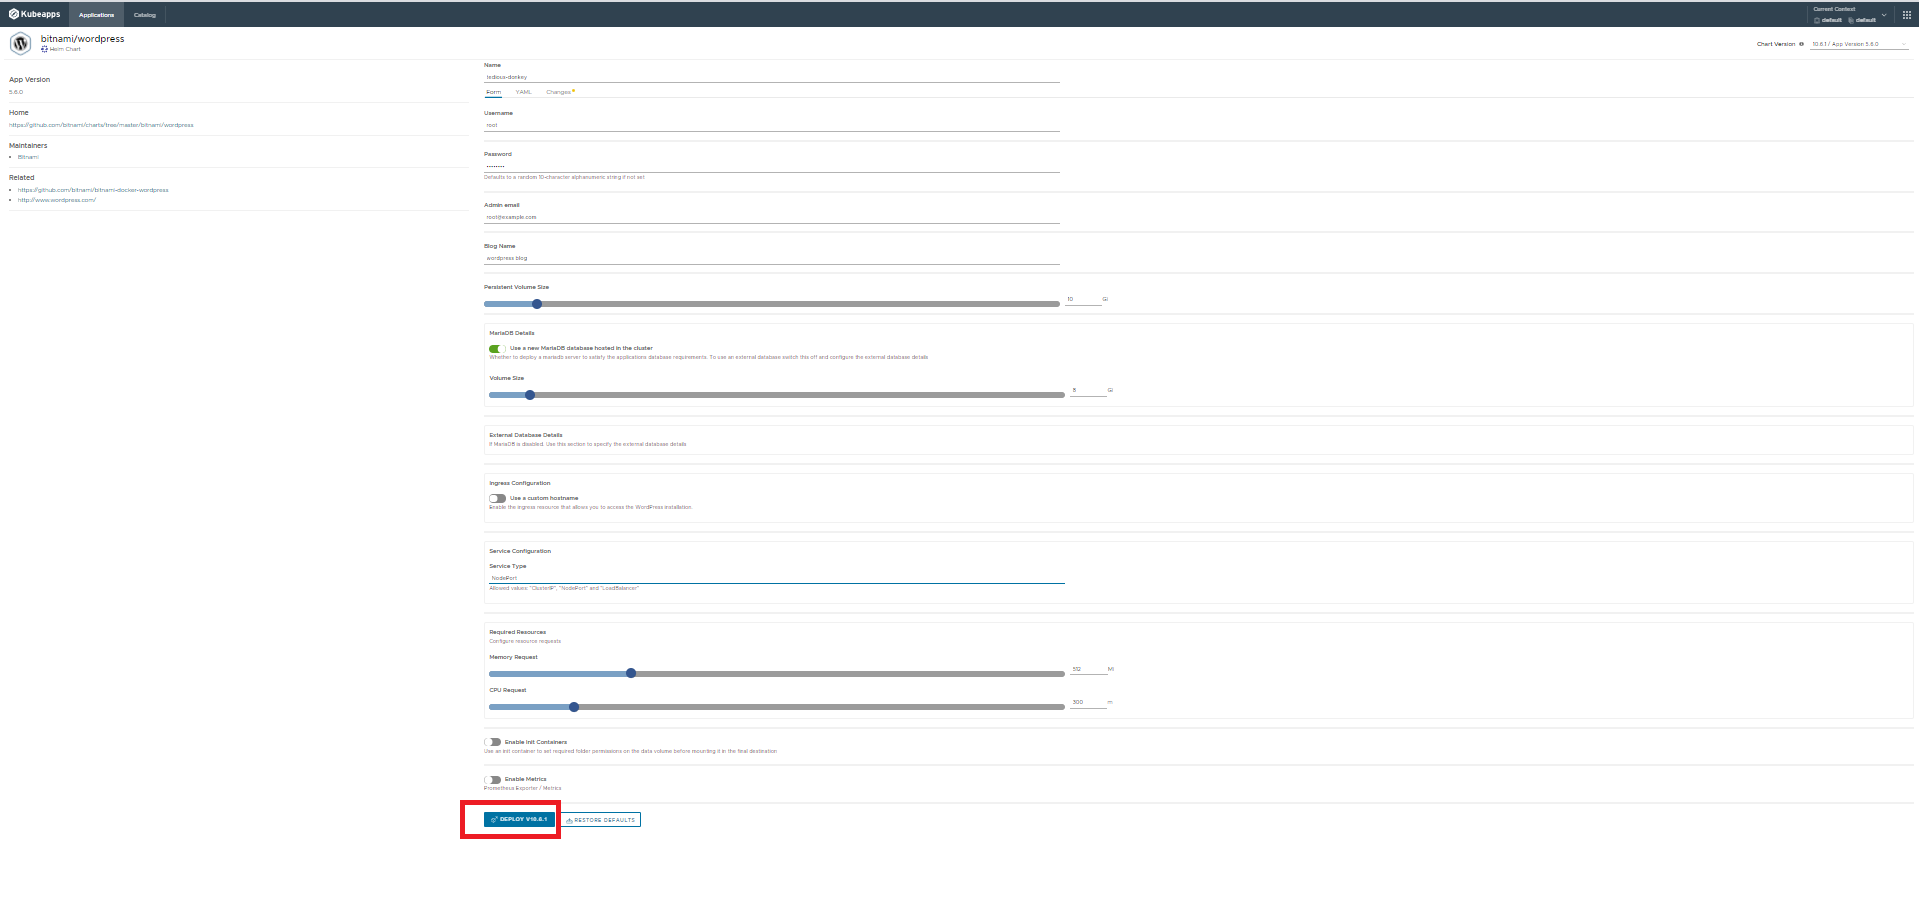 Kubeapps
Applications
Catalog
Current Context
default default
bitnami/wordpress
Helm Chart
Chart Version
10.6.1 / App Version 5.6.0
App Version
5.6.0
Home
https://github.com/bitnami/charts/tree/master/bitnami/wordpress
Maintainers
Bitnami
Related
https://github.com/bitnami/bitnami-docker-wordpress
http://www.wordpress.com/
Name
tedious-donkey
Form YAML Changes
Username
root
Password
••••••••
Defaults to a random 10-character alphanumeric string if not set
Admin email
root@example.com
Blog Name
wordpress blog
Persistent Volume Size
10 Gi
MariaDB Details
Use a new MariaDB database hosted in the cluster
Whether to deploy a mariadb server to satisfy the applications database requirements. To use an external database switch this off and configure the external database details
Volume Size
8 Gi
External Database Details
If MariaDB is disabled. Use this section to specify the external database details
Ingress Configuration
Use a custom hostname
Enable the ingress resource that allows you to access the WordPress installation.
Service Configuration
Service Type
NodePort
Allowed values: "ClusterIP", "NodePort" and "LoadBalancer"
Required Resources
Configure resource requests
Memory Request
512 Mi
CPU Request
300 m
Enable Init Containers
Use an init container to set required folder permissions on the data volume before mounting it in the final destination
Enable Metrics
Prometheus Exporter / Metrics
DEPLOY V10.6.1
RESTORE DEFAULTS